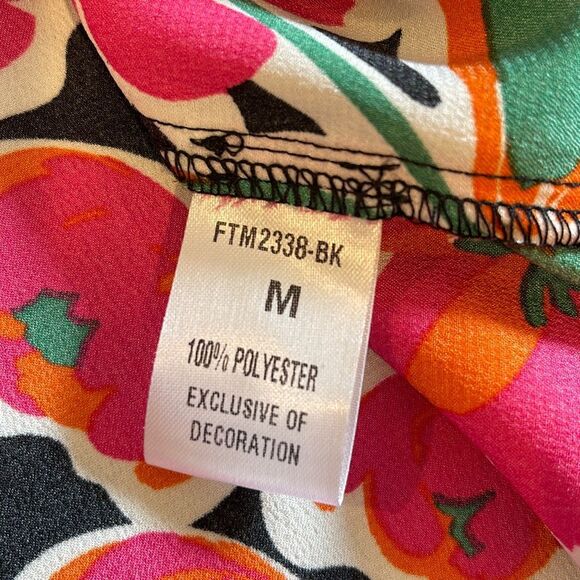 FTM2338-BK
M
100% POLYESTER
EXCLUSIVE OF
DECORATION